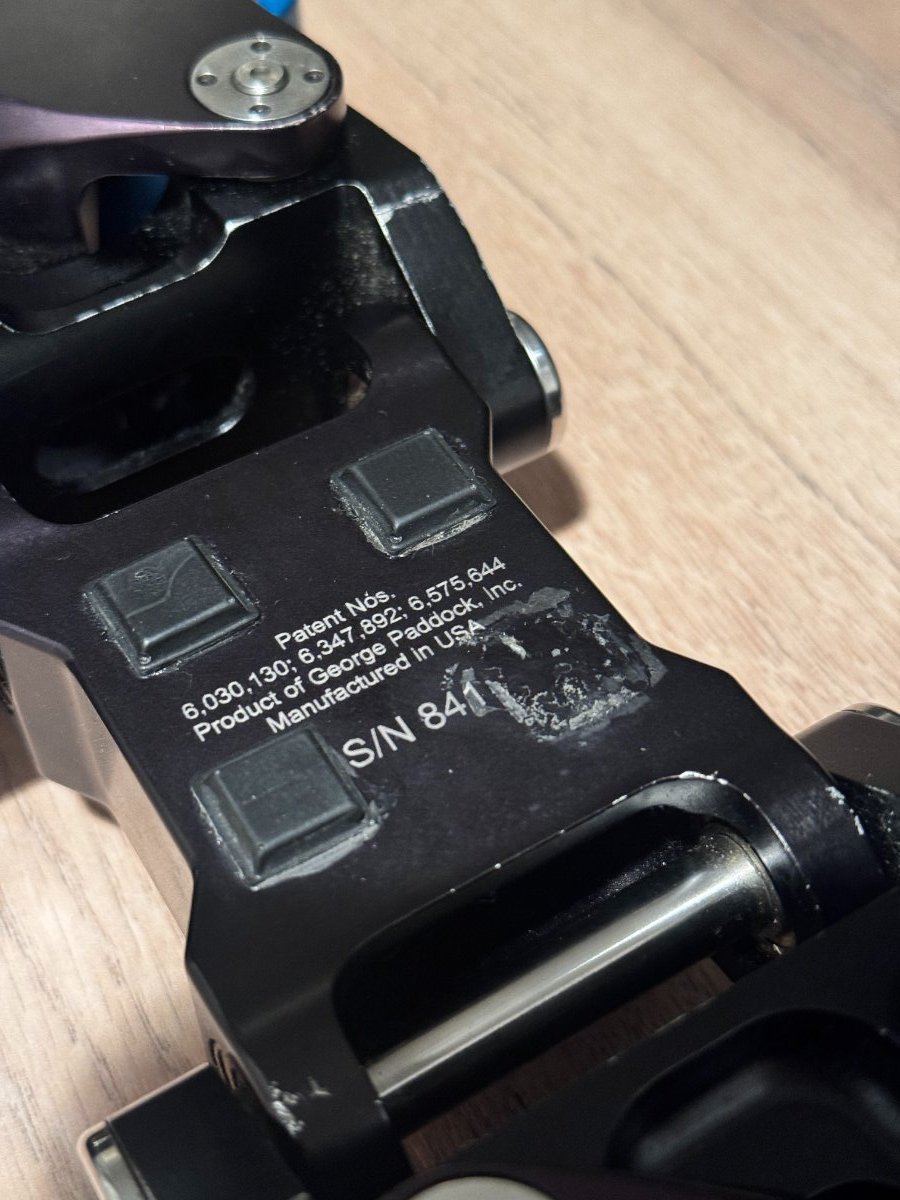 Patent Nos.
6,030,130; 6,347,892; 6,575,644
Product of George Paddock, Inc.
Manufactured in USA
S/N 841